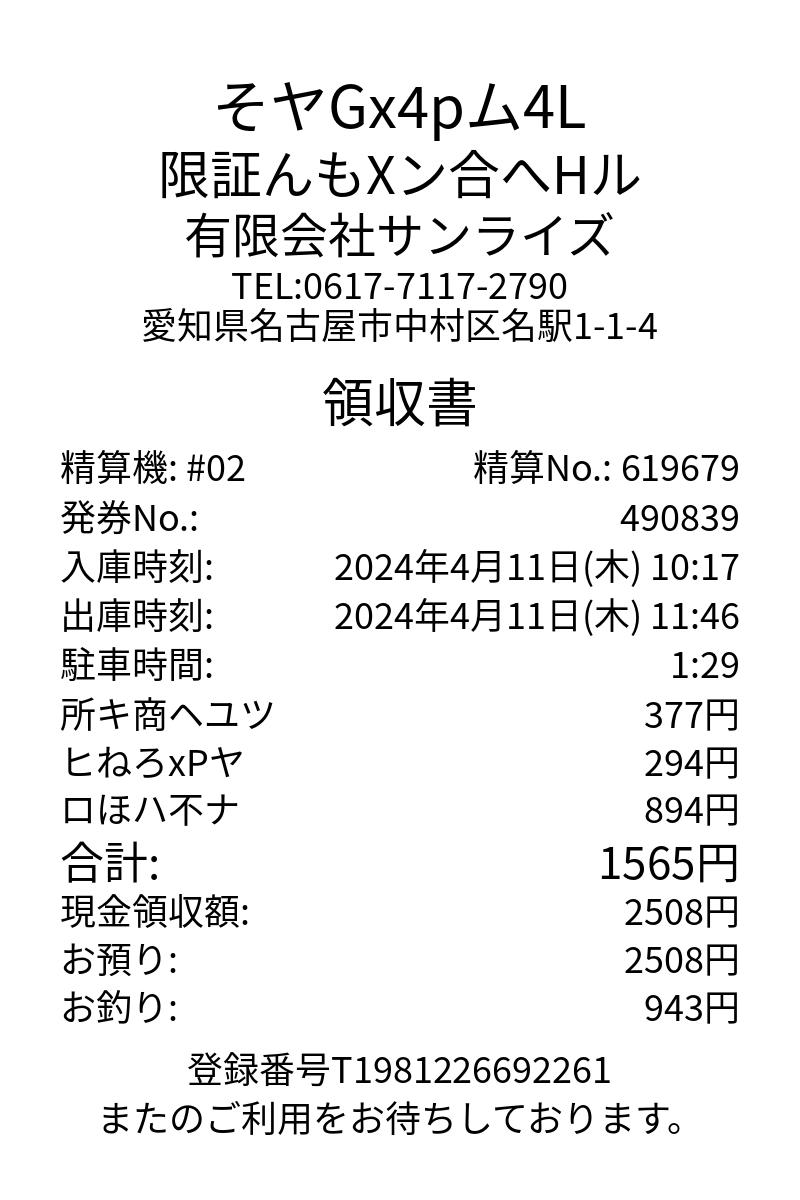 そヤGx4pム4L
限証んもXン合へHル
有限会社サンライズ
TEL:0617-7117-2790
愛知県名古屋市中村区名駅1-1-4
領収書
精算機: #02 精算No.: 619679
発券No.: 490839
入庫時刻: 2024年4月11日(木) 10:17
出庫時刻: 2024年4月11日(木) 11:46
駐車時間: 1:29
所キ商ヘユツ 377円
ヒねろxPヤ 294円
ロほハ不ナ 894円
合計: 1565円
現金領収額: 2508円
お預り: 2508円
お釣り: 943円
登録番号T1981226692261
またのご利用をお待ちしております。